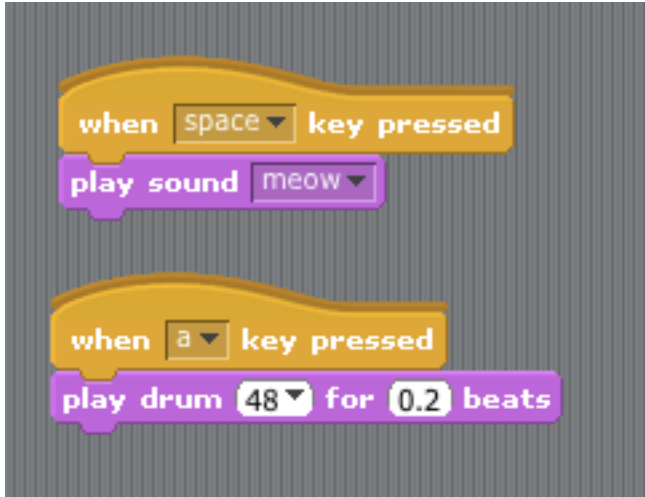 when space key pressed
play sound meow
when a key pressed
play drum 48 for 0.2 beats